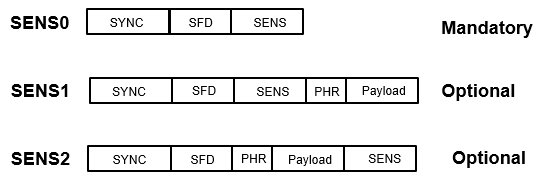 SENS0 SYNC SFD SENS Mandatory
SENS1 SYNC SFD SENS PHR Payload Optional
SENS2 SYNC SFD PHR Payload SENS Optional